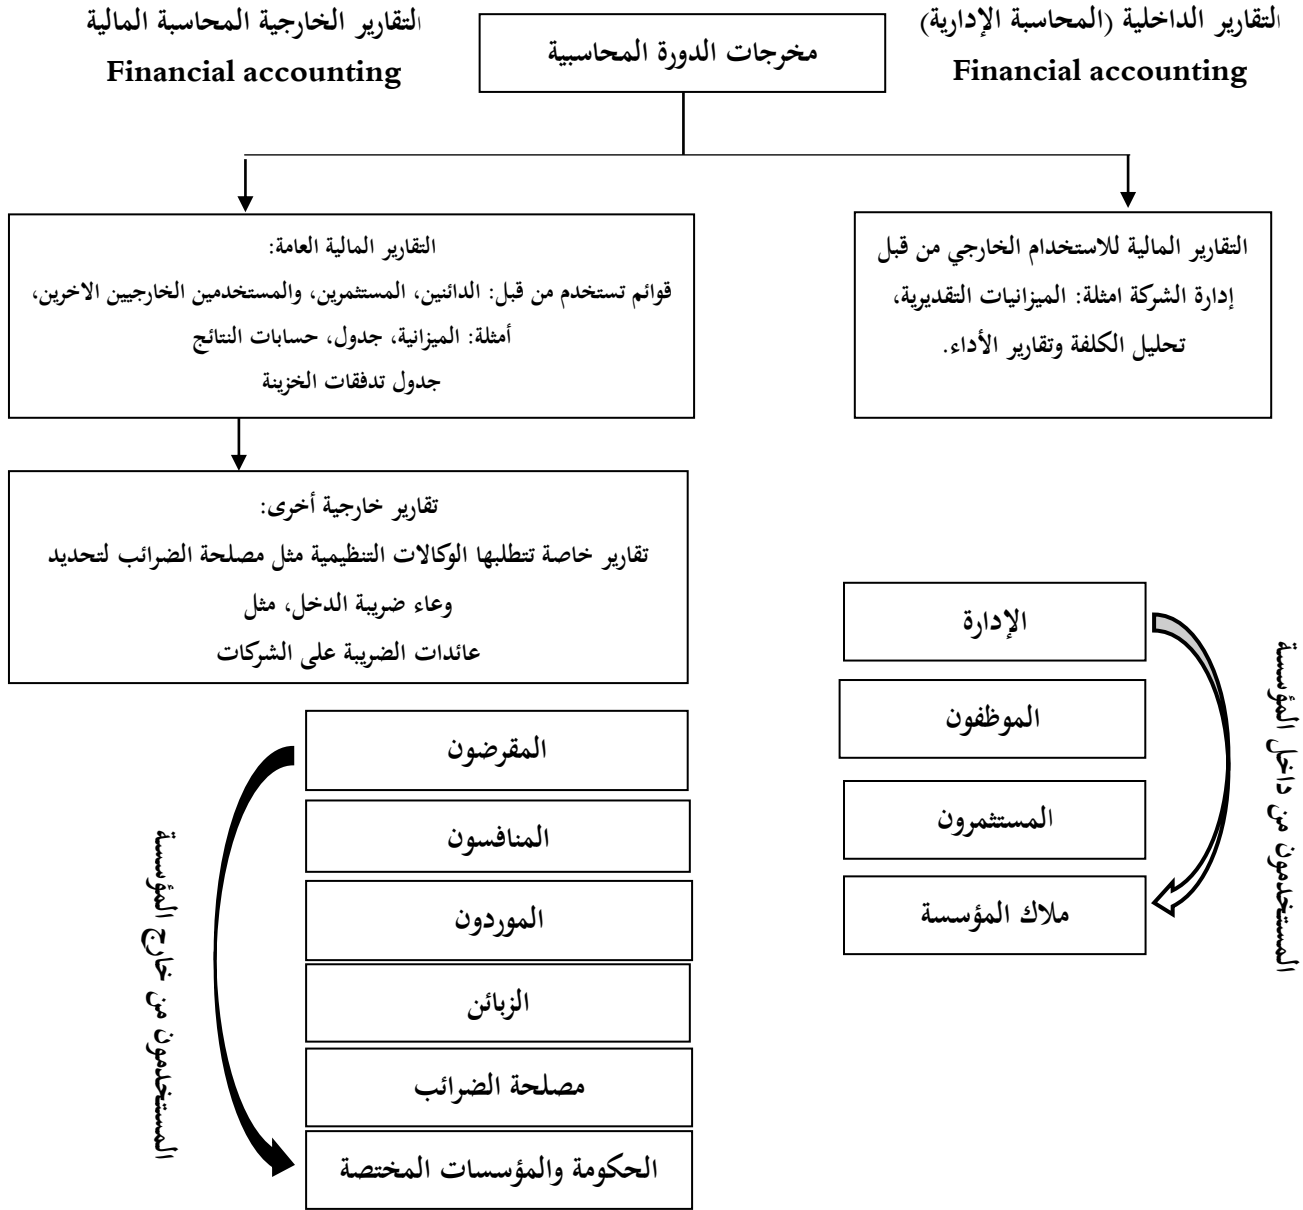 التقارير الداخلية (المحاسبة الإدارية)
Financial accounting
مخرجات الدورة المحاسبية
التقارير الخارجية المحاسبة المالية
Financial accounting
التقارير المالية للاستخدام الخارجي من قبل
إدارة الشركة امثلة: الميزانيات التقديرية،
تحليل الكلفة وتقارير الأداء.
التقارير المالية العامة:
قوائم تستخدم من قبل: الدائنين، المستثمرين، والمستخدمين الخارجيين الاخرين،
أمثلة: الميزانية، جدول، حسابات النتائج
جدول تدفقات الخزينة
تقارير خارجية أخرى:
تقارير خاصة تتطلبها الوكالات التنظيمية مثل مصلحة الضرائب لتحديد
وعاء ضريبة الدخل، مثل
عائدات الضريبة على الشركات
الإدارة
الموظفون
المستثمرون
ملاك المؤسسة
المستخدمون من داخل المؤسسة
المقرضون
المنافسون
الموردون
الزبائن
مصلحة الضرائب
الحكومة والمؤسسات المختصة
المستخدمون من خارج المؤسسة